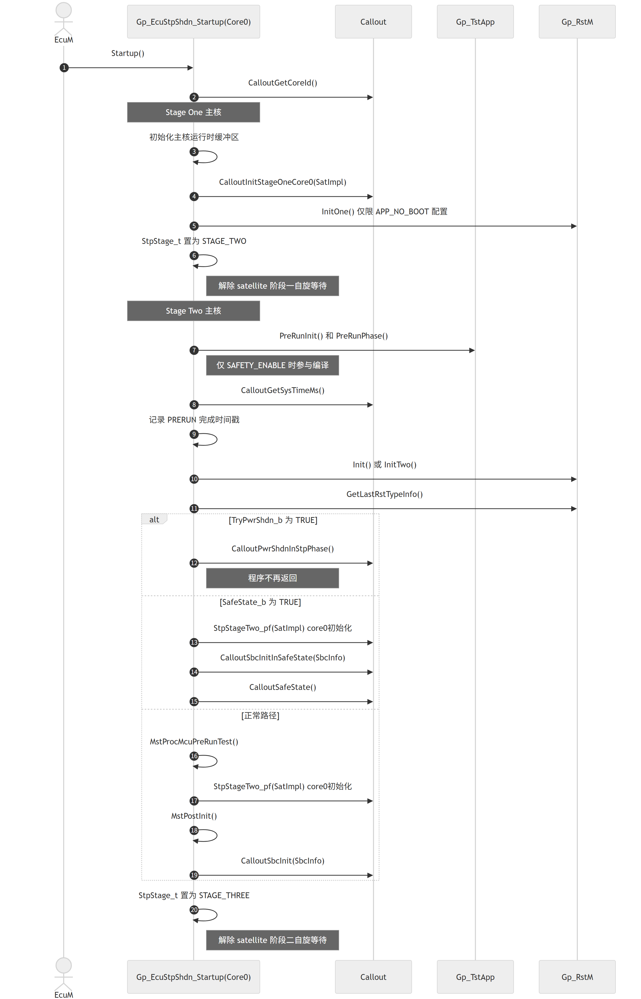 EcuM
Gp_EcuStpShdn_Startup(Core0)
Callout
Gp_TstApp
Gp_RstM
Startup()
1
CalloutGetCoreId()
2
Stage One 主核
初始化主核运行时缓冲区
3
CalloutInitStageOneCore0(SatImpl)
4
InitOne() 仅限 APP_NO_BOOT 配置
5
StpStage_t 置为 STAGE_TWO
6
解除 satellite 阶段一自旋等待
Stage Two 主核
PreRunInit() 和 PreRunPhase()
7
仅 SAFETY_ENABLE 时参与编译
CalloutGetSysTimeMs()
8
记录 PRERUN 完成时间戳
9
Init() 或 InitTwo()
10
GetLastRstTypeInfo()
11
alt
[TryPwrShdn_b 为 TRUE]
CalloutPwrShdnInStpPhase()
12
程序不再返回
[SafeState_b 为 TRUE]
StpStageTwo_pf(SatImpl) core0初始化
13
CalloutSbcInitInSafeState(SbcInfo)
14
CalloutSafeState()
15
[正常路径]
MstProcMcuPreRunTest()
16
StpStageTwo_pf(SatImpl) core0初始化
17
MstPostInit()
18
CalloutSbcInit(SbcInfo)
19
StpStage_t 置为 STAGE_THREE
20
解除 satellite 阶段二自旋等待
EcuM
Gp_EcuStpShdn_Startup(Core0)
Callout
Gp_TstApp
Gp_RstM